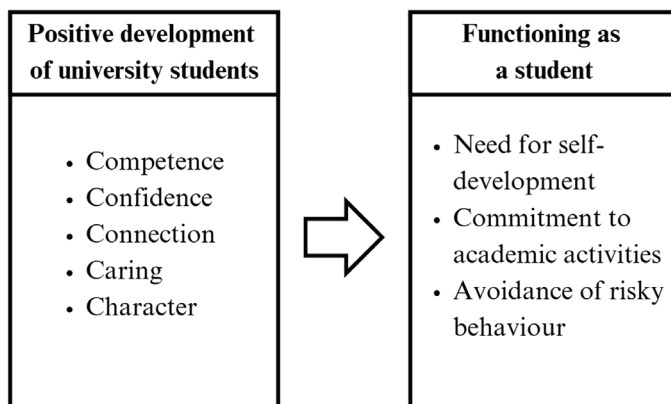 Positive development
of university students
• Competence
• Confidence
• Connection
• Caring
• Character
Functioning as
a student
• Need for self-
development
• Commitment to
academic activities
• Avoidance of risky
behaviour